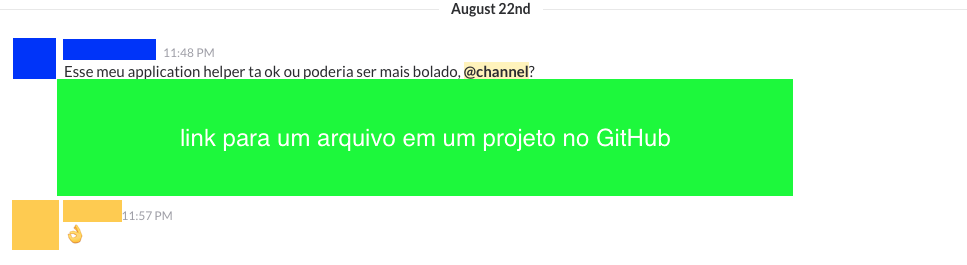 August 22nd
11:48 PM
Esse meu application helper ta ok ou poderia ser mais bolado, @channel?
link para um arquivo em um projeto no GitHub
11:57 PM